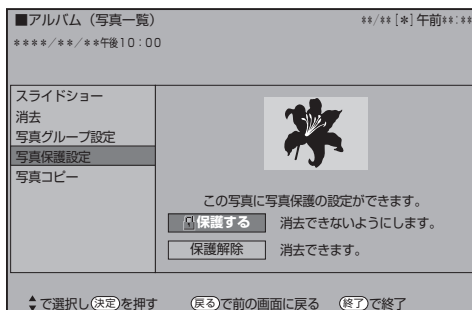 ■アルバム（写真一覧） **/** [*] 午前**:**
****/**/**午後10:00
スライドショー
消去
写真グループ設定
写真保護設定
写真コピー
この写真に写真保護の設定ができます。
保護する 消去できないようにします。
保護解除 消去できます。
で選択し 決定 を押す 戻る で前の画面に戻る 終了 で終了